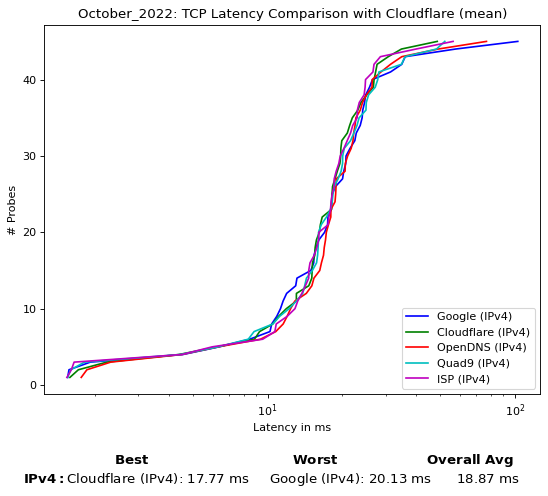 October_2022: TCP Latency Comparison with Cloudflare (mean)
40
30
20
10
0
# Probes
10¹
10²
Latency in ms
Google (IPv4)
Cloudflare (IPv4)
OpenDNS (IPv4)
Quad9 (IPv4)
ISP (IPv4)
Best Worst Overall Avg
IPv4: Cloudflare (IPv4): 17.77 ms Google (IPv4): 20.13 ms 18.87 ms